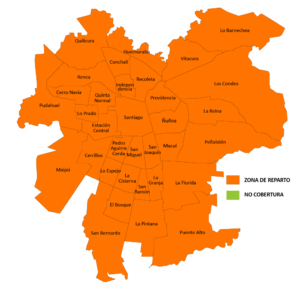 La Barnechea
Quilicura
Huechuraba
Vitacura
Conchalí
Renca
Recoleta
Las Condes
Indepen
dencia
Cerro Navia
Quinta
Normal
Providencia
Pudahuel
Lo Prado
Santiago
La Reina
Ñuñoa
Estación
Central
Peñalolén
Pedro
Aguirre
Cerda
San
Miguel
San
Joaquín
Macul
Cerrillos
Maipú
Lo Espejo
La
Cisterna
La
Granja
San
Ramón
La Florida
El Bosque
La Pintana
San Bernardo
Puente Alto
ZONA DE REPARTO
NO COBERTURA